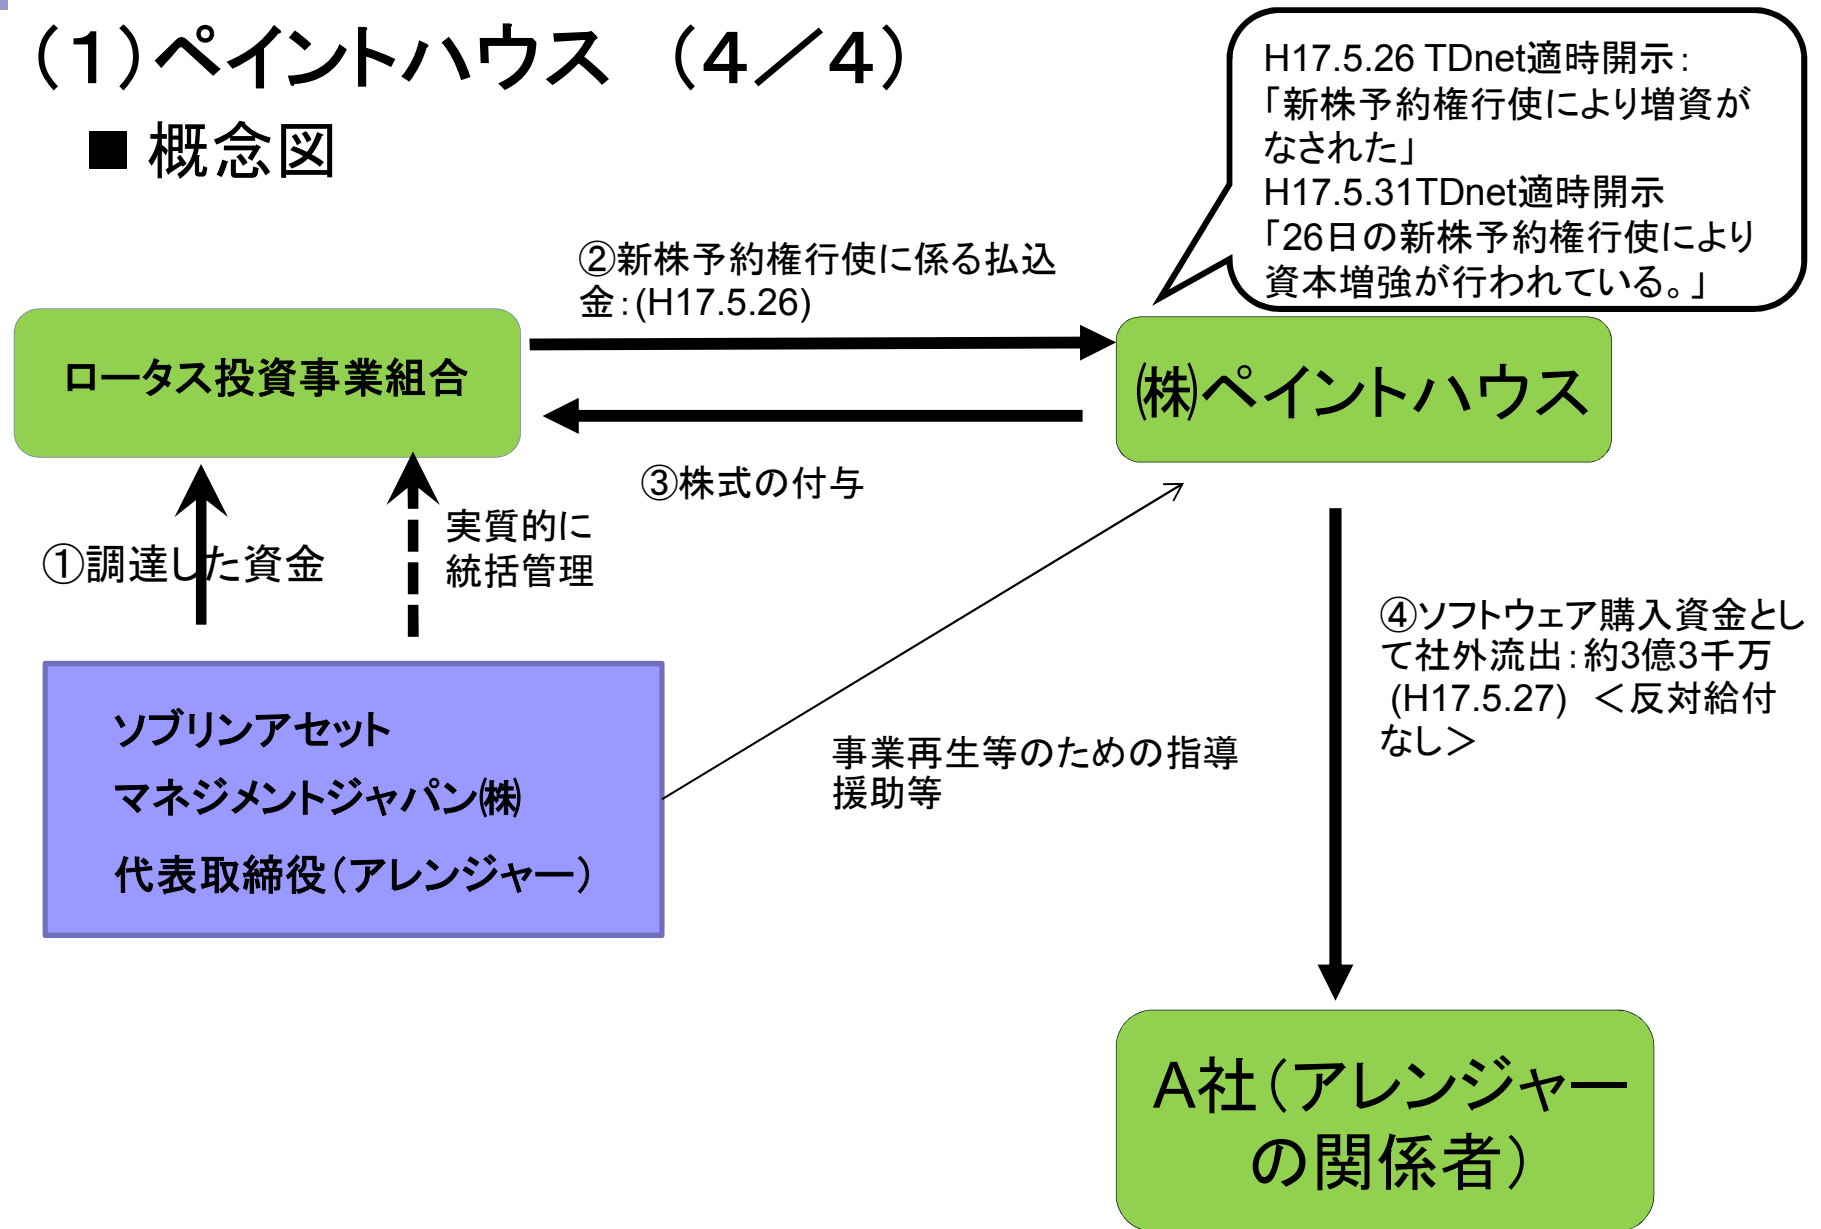 （１）ペイントハウス （４／４）
■ 概念図
H17.5.26 TDnet適時開示：
「新株予約権行使により増資が
なされた」
H17.5.31TDnet適時開示
「26日の新株予約権行使により
資本増強が行われている。」
②新株予約権行使に係る払込
金：(H17.5.26)
ロータス投資事業組合
㈱ペイントハウス
③株式の付与
①調達した資金
実質的に
統括管理
④ソフトウェア購入資金とし
て社外流出：約3億3千万
(H17.5.27) ＜反対給付
なし＞
ソブリンアセット
マネジメントジャパン㈱
代表取締役（アレンジャー）
事業再生等のための指導
援助等
A社（アレンジャー
の関係者）